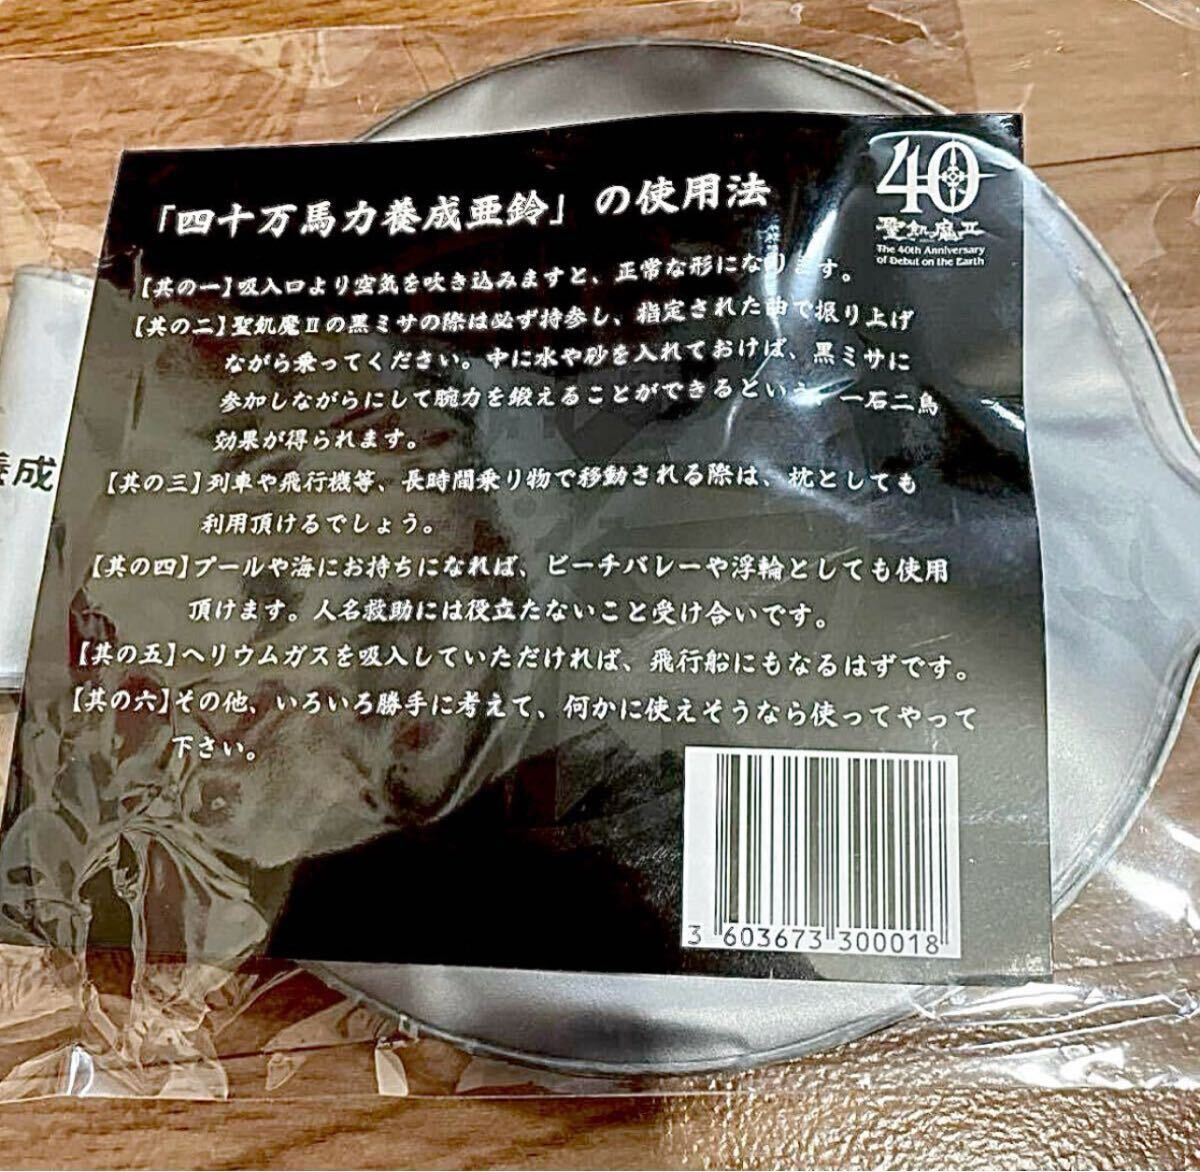 40
聖飢魔II
The 40th Anniversary
of Debut on the Earth
「四十万馬力養成亜鈴」の使用法
【其の一】吸入口より空気を吹き込みますと、正常な形になります。
【其の二】聖飢魔IIの黒ミサの際は必ず持参し、指定された曲で振り上げ
ながら乗ってください。中に水や砂を入れておけば、黒ミサに
参加しながらにして腕力を鍛えることができるという、一石二鳥
効果が得られます。
【其の三】列車や飛行機等、長時間乗り物で移動される際は、枕としても
利用頂けるでしょう。
【其の四】プールや海にお持ちになれば、ビーチバレーや浮輪としても使用
頂けます。人名救助には役立たないこと受け合いです。
【其の五】ヘリウムガスを吸入していただければ、飛行船にもなるはずです。
【其の六】その他、いろいろ勝手に考えて、何かに使えそうなら使ってやって
下さい。
養成
3 603673 300018